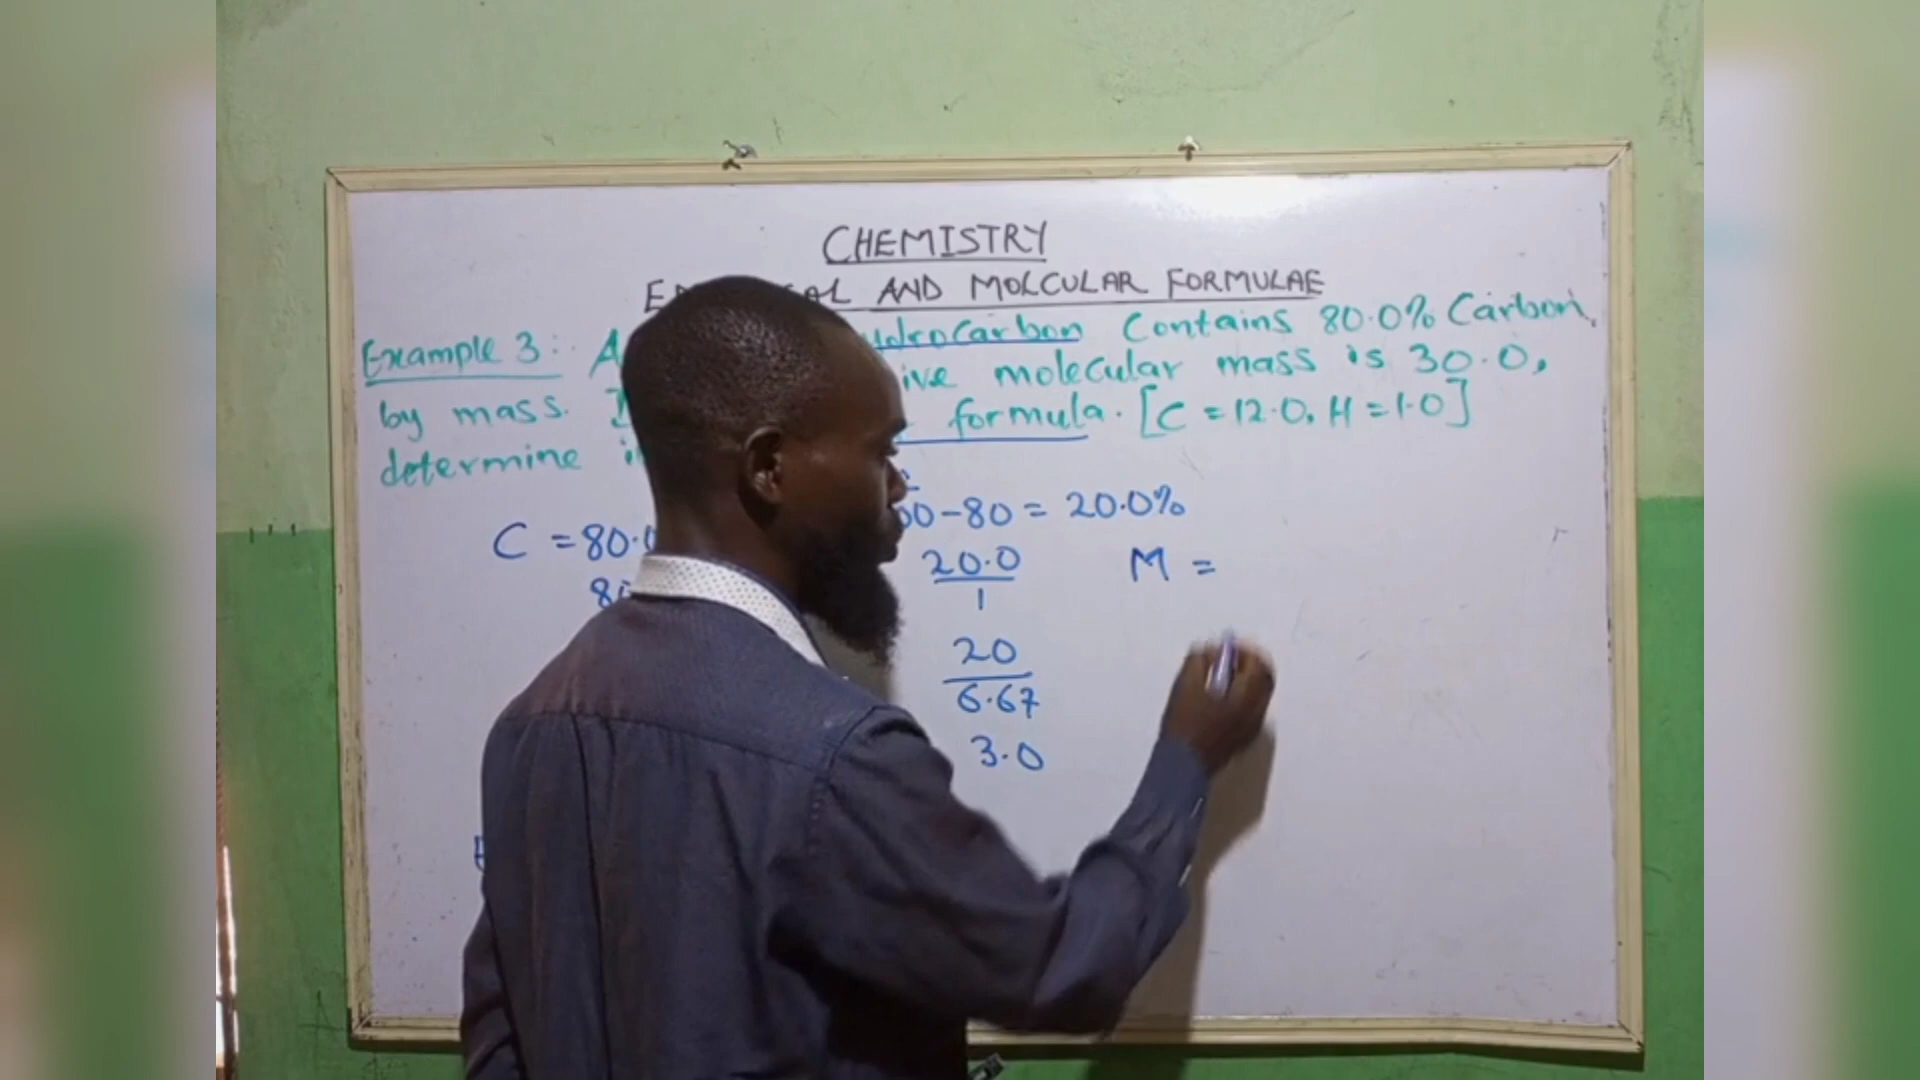 CHEMISTRY
AND MOLCULAR FORMULAE
Example 3: Contains 80.0% Carbon
by mass. molecular mass is 30.0,
determine formula. [C = 12.0, H = 1.0]
C = 80.0 - 80 = 20.0%
20.0
1
M =
20
6.67
3.0